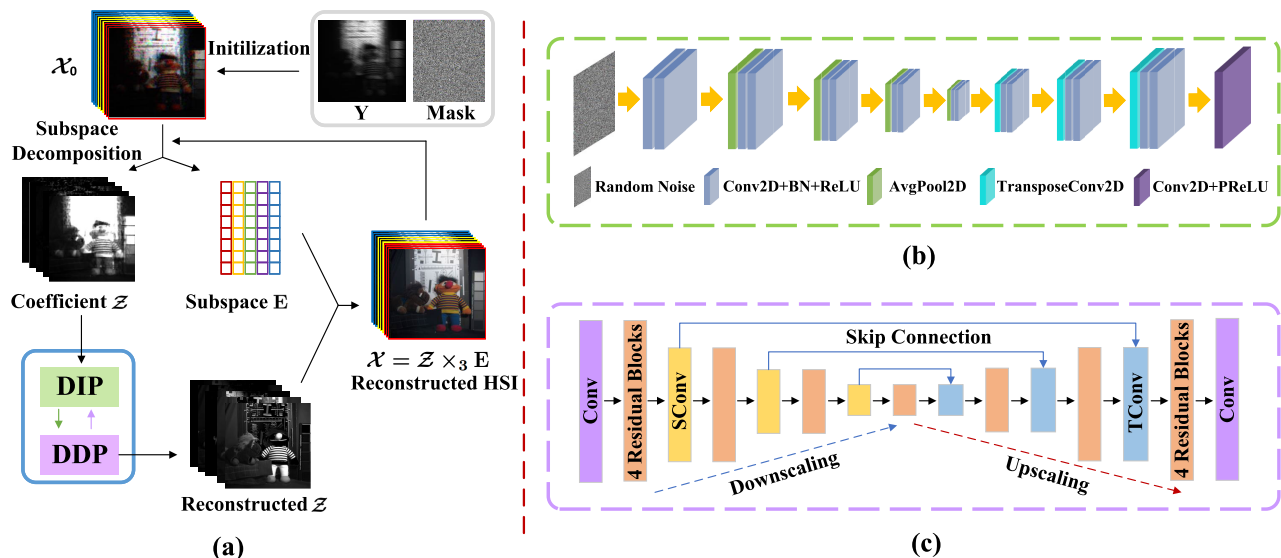 𝒳₀
Initilization
Y
Mask
Subspace
Decomposition
Coefficient 𝒵
Subspace E
𝒳 = 𝒵 ×₃ E
Reconstructed HSI
DIP
DDP
Reconstructed 𝒵
(a)
Random Noise
Conv2D+BN+ReLU
AvgPool2D
TransposeConv2D
Conv2D+PReLU
(b)
Conv
4 Residual Blocks
SConv
Skip Connection
Downscaling
Upscaling
TConv
4 Residual Blocks
Conv
(c)